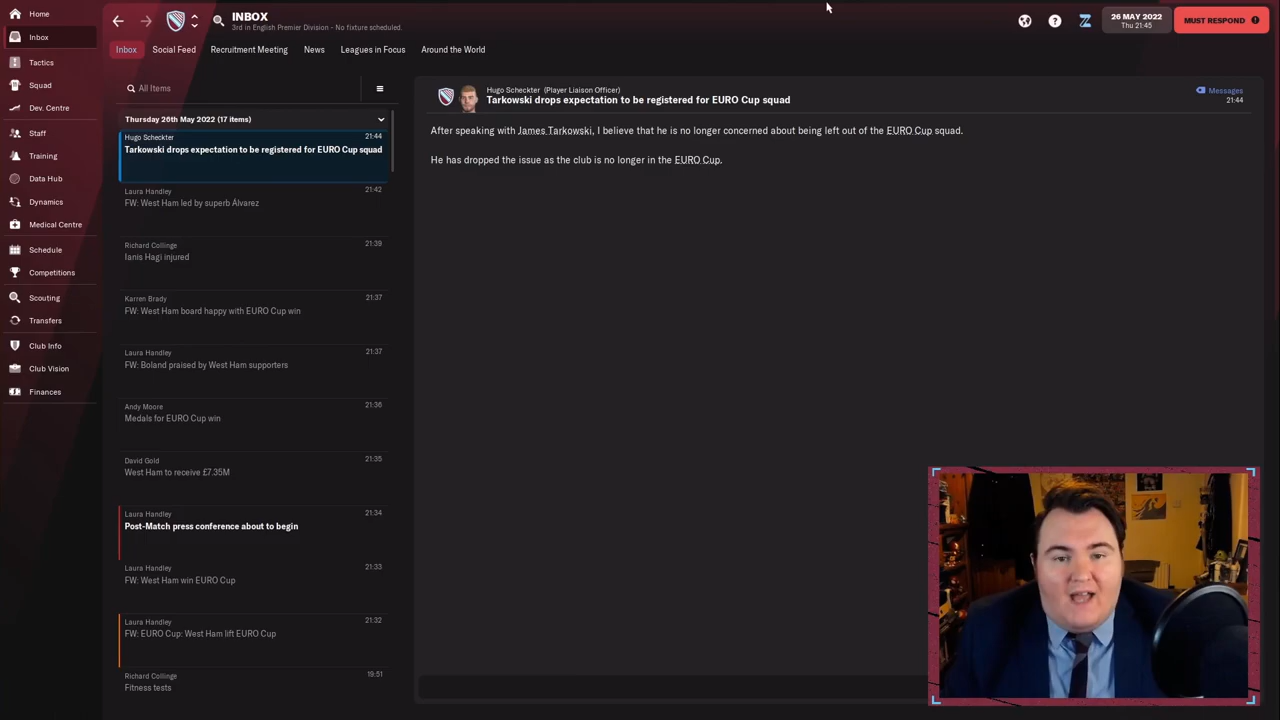 Home
Inbox
Tactics
Squad
Dev. Centre
Staff
Training
Data Hub
Dynamics
Medical Centre
Schedule
Competitions
Scouting
Transfers
Club Info
Club Vision
Finances
INBOX
3rd in English Premier Division - No fixture scheduled.
26 MAY 2022
Thu 21:45
MUST RESPOND
Inbox Social Feed Recruitment Meeting News Leagues in Focus Around the World
All Items
Thursday 26th May 2022 (17 items)
Hugo Scheckter 21:44
Tarkowski drops expectation to be registered for EURO Cup squad
Laura Handley 21:42
FW: West Ham led by superb Álvarez
Richard Collinge 21:39
Ianis Hagi injured
Karren Brady 21:37
FW: West Ham board happy with EURO Cup win
Laura Handley 21:37
FW: Boland praised by West Ham supporters
Andy Moore 21:36
Medals for EURO Cup win
David Gold 21:35
West Ham to receive £7.35M
Laura Handley 21:34
Post-Match press conference about to begin
Laura Handley 21:33
FW: West Ham win EURO Cup
Laura Handley 21:32
FW: EURO Cup: West Ham lift EURO Cup
Richard Collinge 19:51
Fitness tests
Hugo Scheckter (Player Liaison Officer)
Tarkowski drops expectation to be registered for EURO Cup squad
Messages
21:44
After speaking with James Tarkowski, I believe that he is no longer concerned about being left out of the EURO Cup squad.
He has dropped the issue as the club is no longer in the EURO Cup.